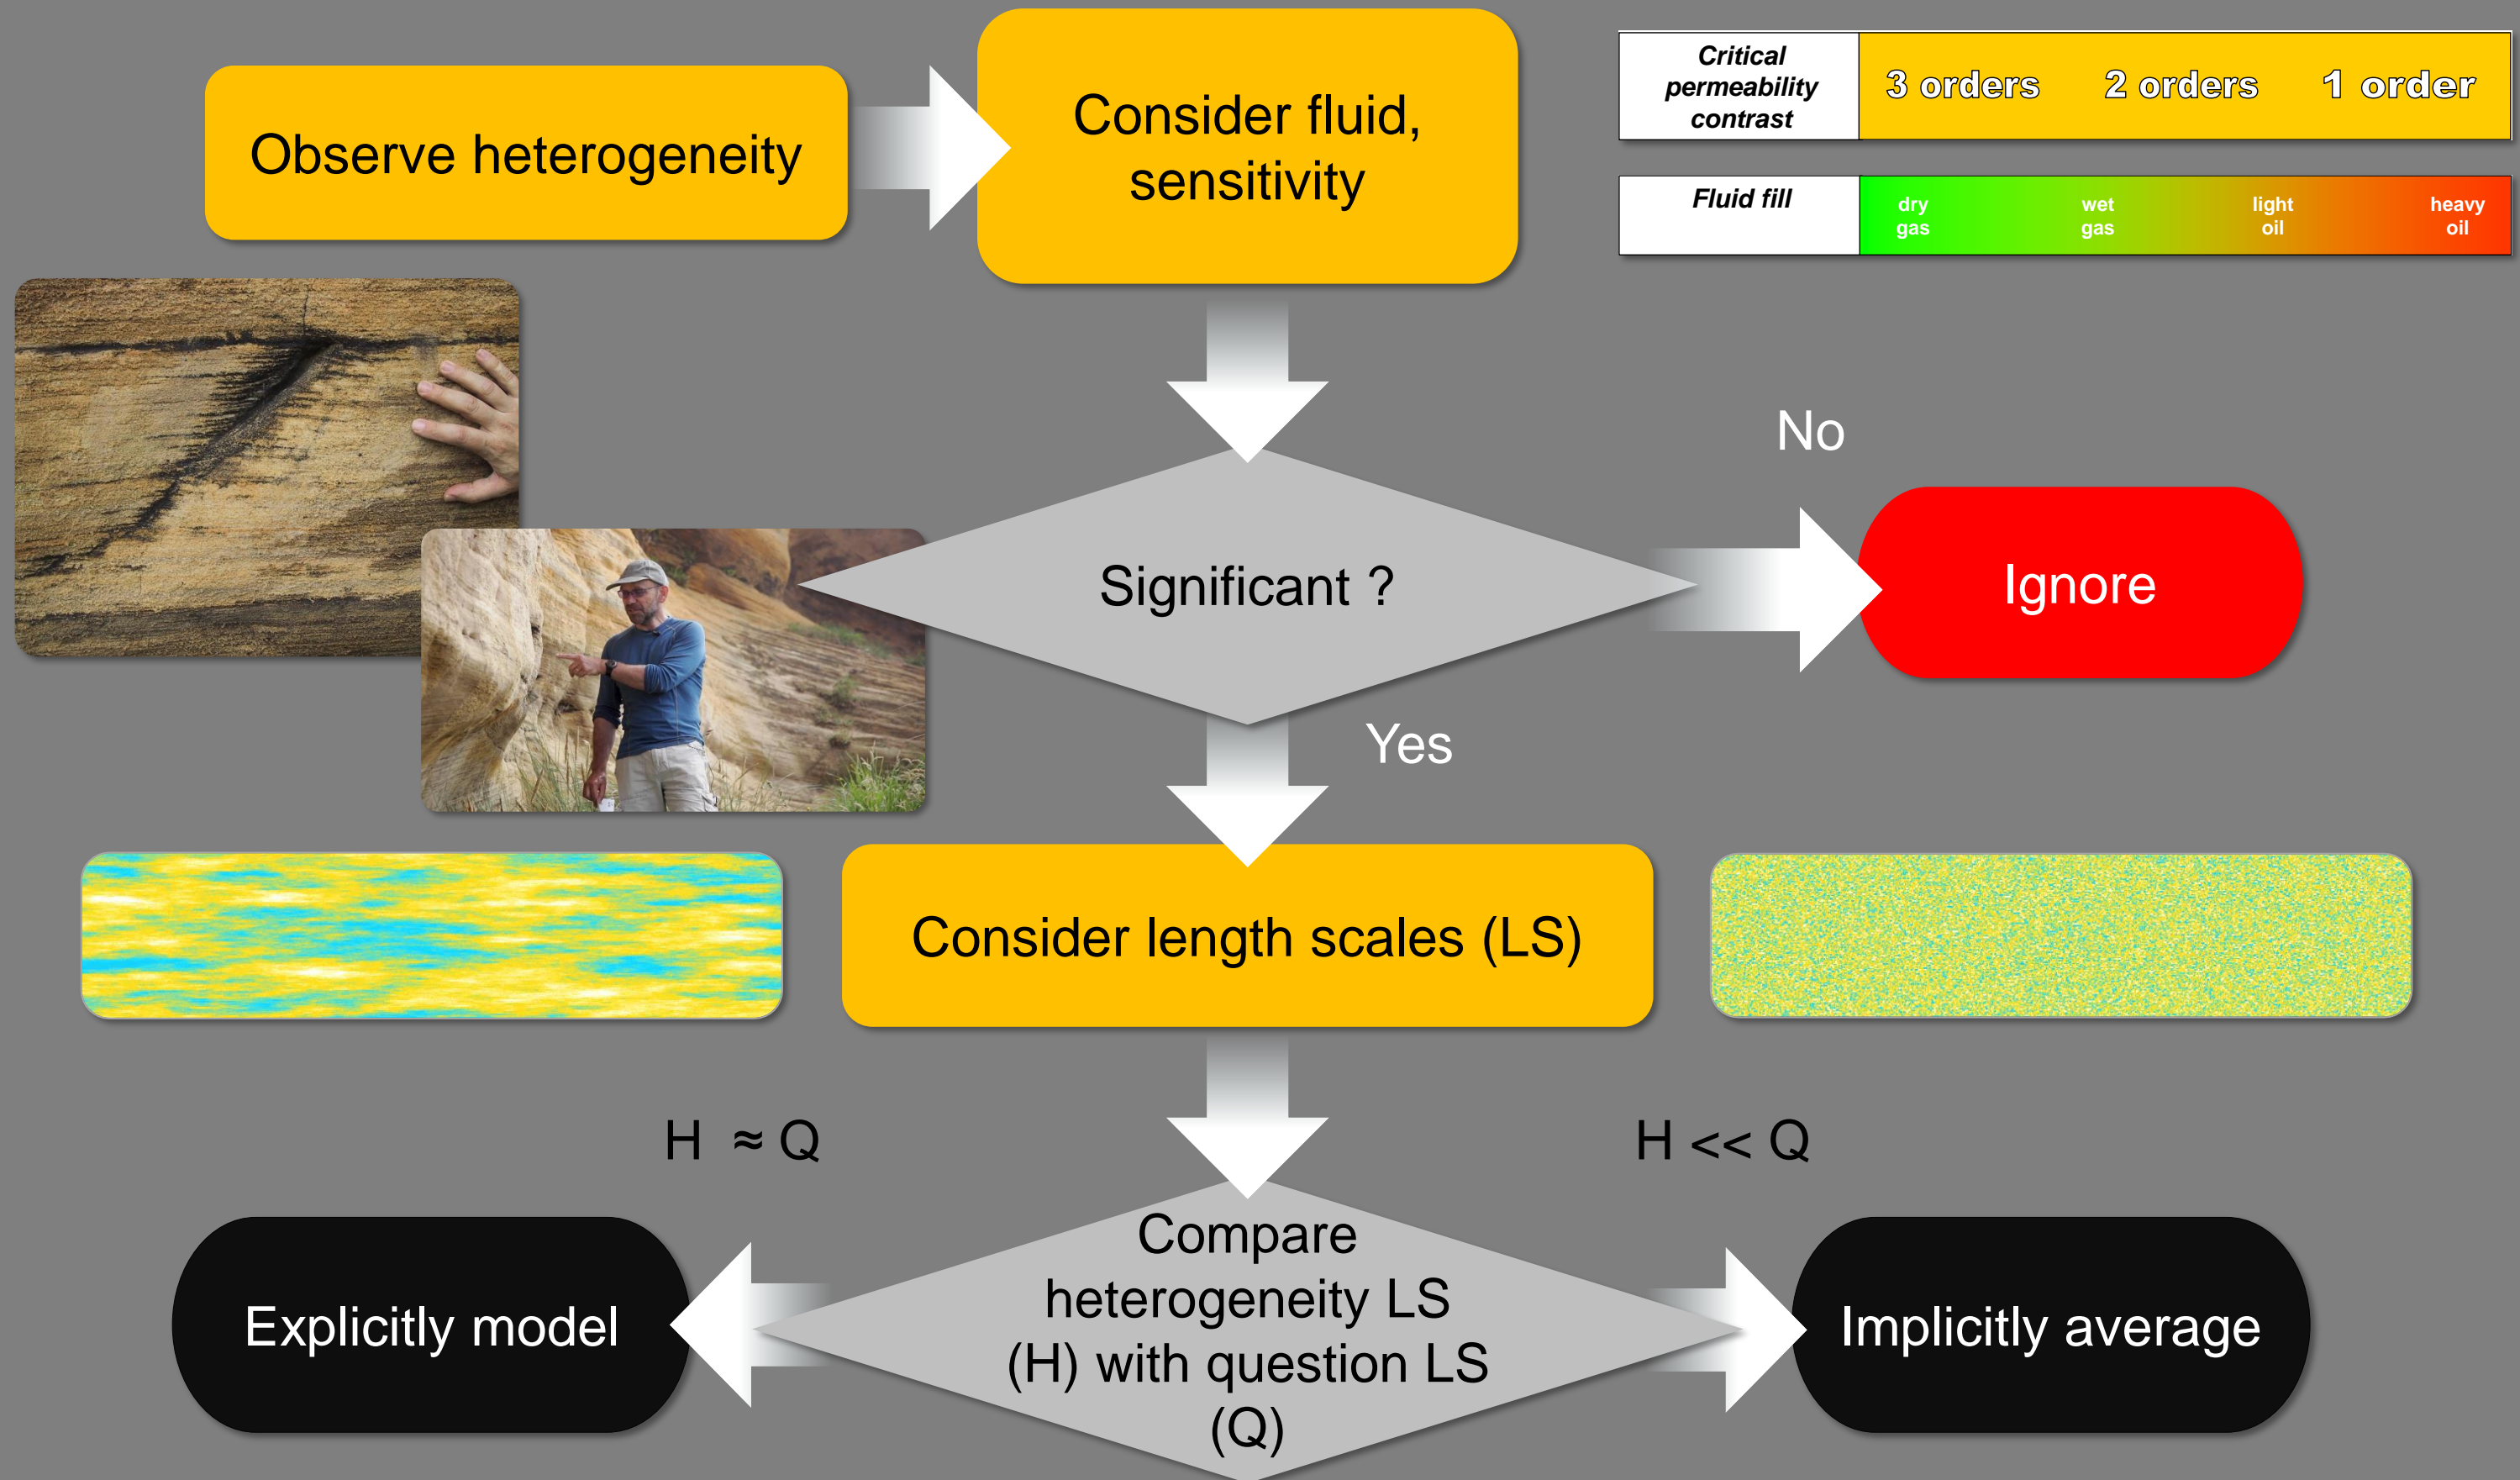 Observe heterogeneity
Consider fluid,
sensitivity
Critical
permeability
contrast
3 orders 2 orders 1 order
Fluid fill
dry
gas
wet
gas
light
oil
heavy
oil
No
Significant ?
Ignore
Yes
Consider length scales (LS)
H ≈ Q
H << Q
Explicitly model
Compare
heterogeneity LS
(H) with question LS
(Q)
Implicitly average